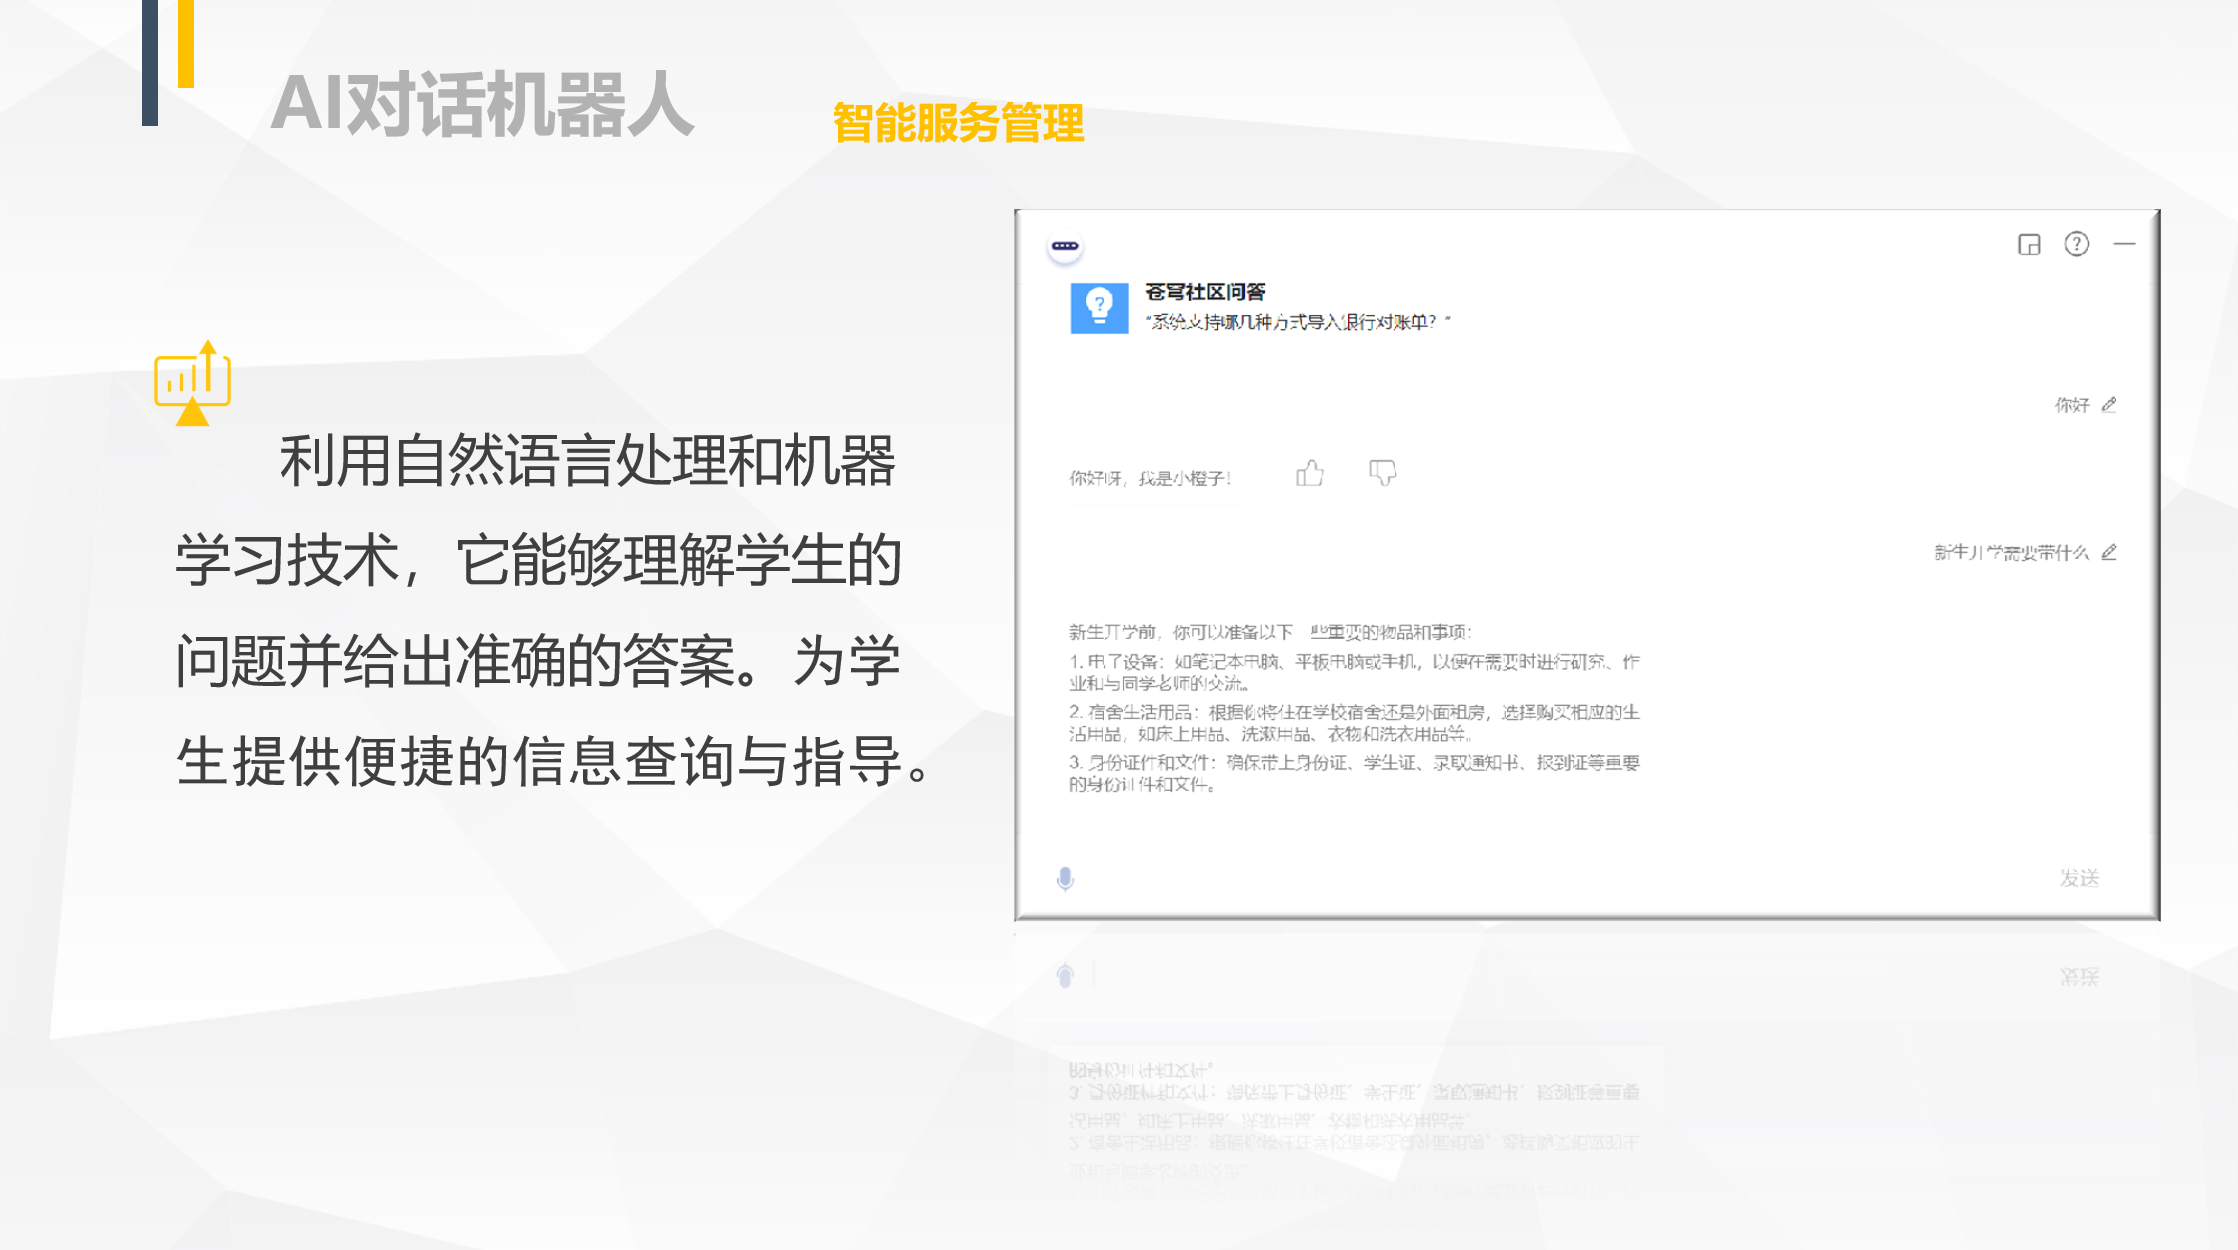 AI对话机器人
智能服务管理
利用自然语言处理和机器
学习技术，它能够理解学生的
问题并给出准确的答案。为学
生提供便捷的信息查询与指导。
苍穹社区问答
“系统支持哪几种方式导入银行对账单？”
你好
你好呀，我是小橙子！
新生开学需要带什么
新生开学前，你可以准备以下一些重要的物品和事项：
1. 电子设备：如笔记本电脑、平板电脑或手机，以便在需要时进行研究、作
业和与同学老师的交流。
2. 宿舍生活用品：根据你将住在学校宿舍还是外面租房，选择购买相应的生
活用品，如床上用品、洗漱用品、衣物和洗衣用品等。
3. 身份证件和文件：确保带上身份证、学生证、录取通知书、报到证等重要
的身份证件和文件。
发送